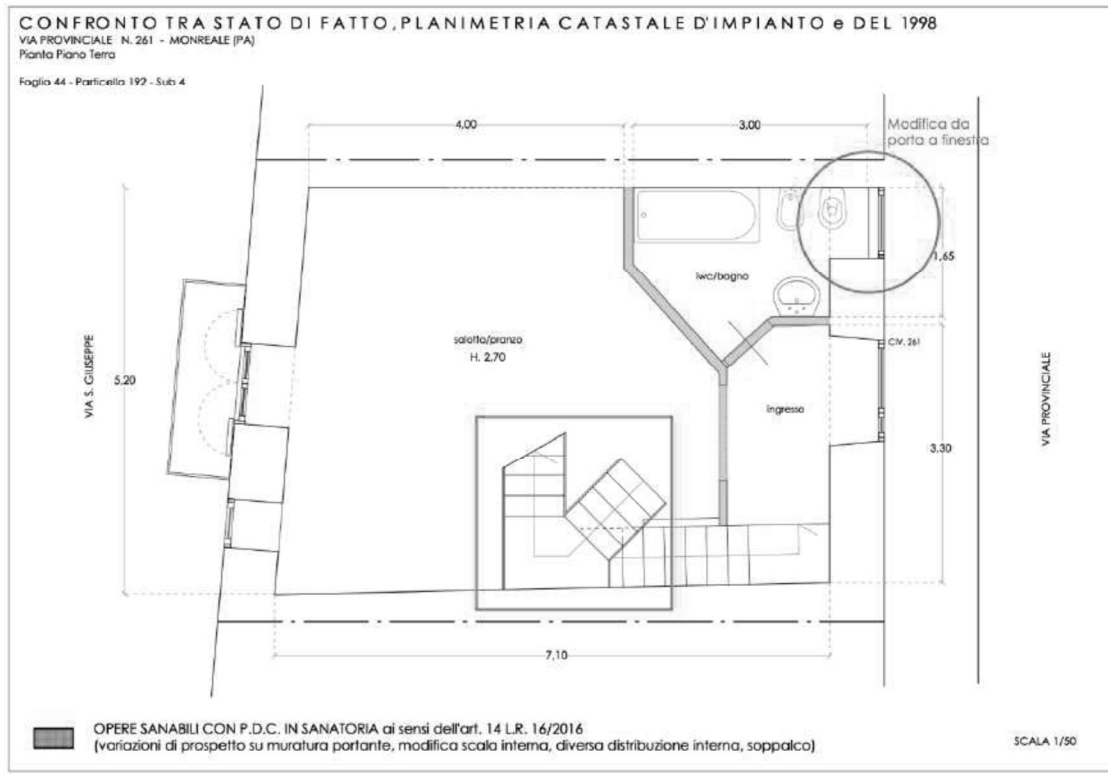 CONFRONTO TRA STATO DI FATTO, PLANIMETRIA CATASTALE D'IMPIANTO e DEL 1998
VIA PROVINCIALE N. 261 - MONREALE (PA)
Pianta Piano Terra
Foglio 44 - Particella 192 - Sub 4
4,00
3,00
Modifica da
porta a finestra
1,65
iwc/bagno
VIA S. GIUSEPPE
5,20
salotto/pranzo
H. 2,70
CIV. 261
ingresso
VIA PROVINCIALE
3,30
7,10
OPERE SANABILI CON P.D.C. IN SANATORIA ai sensi dell'art. 14 L.R. 16/2016
(variazioni di prospetto su muratura portante, modifica scala interna, diversa distribuzione interna, soppalco)
SCALA 1/50